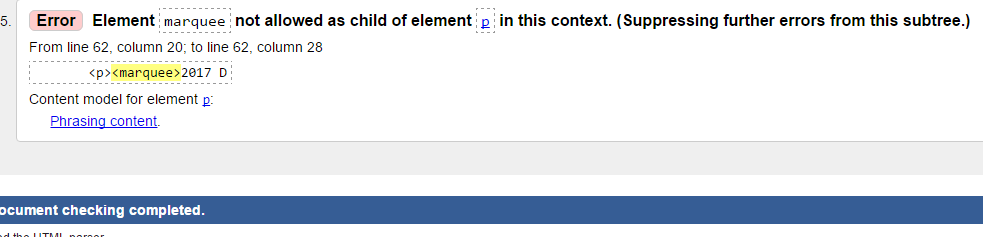 5. Error Element marquee not allowed as child of element p in this context. (Suppressing further errors from this subtree.)
From line 62, column 20; to line 62, column 28
<p><marquee>2017 D
Content model for element p:
Phrasing content.
ocument checking completed.